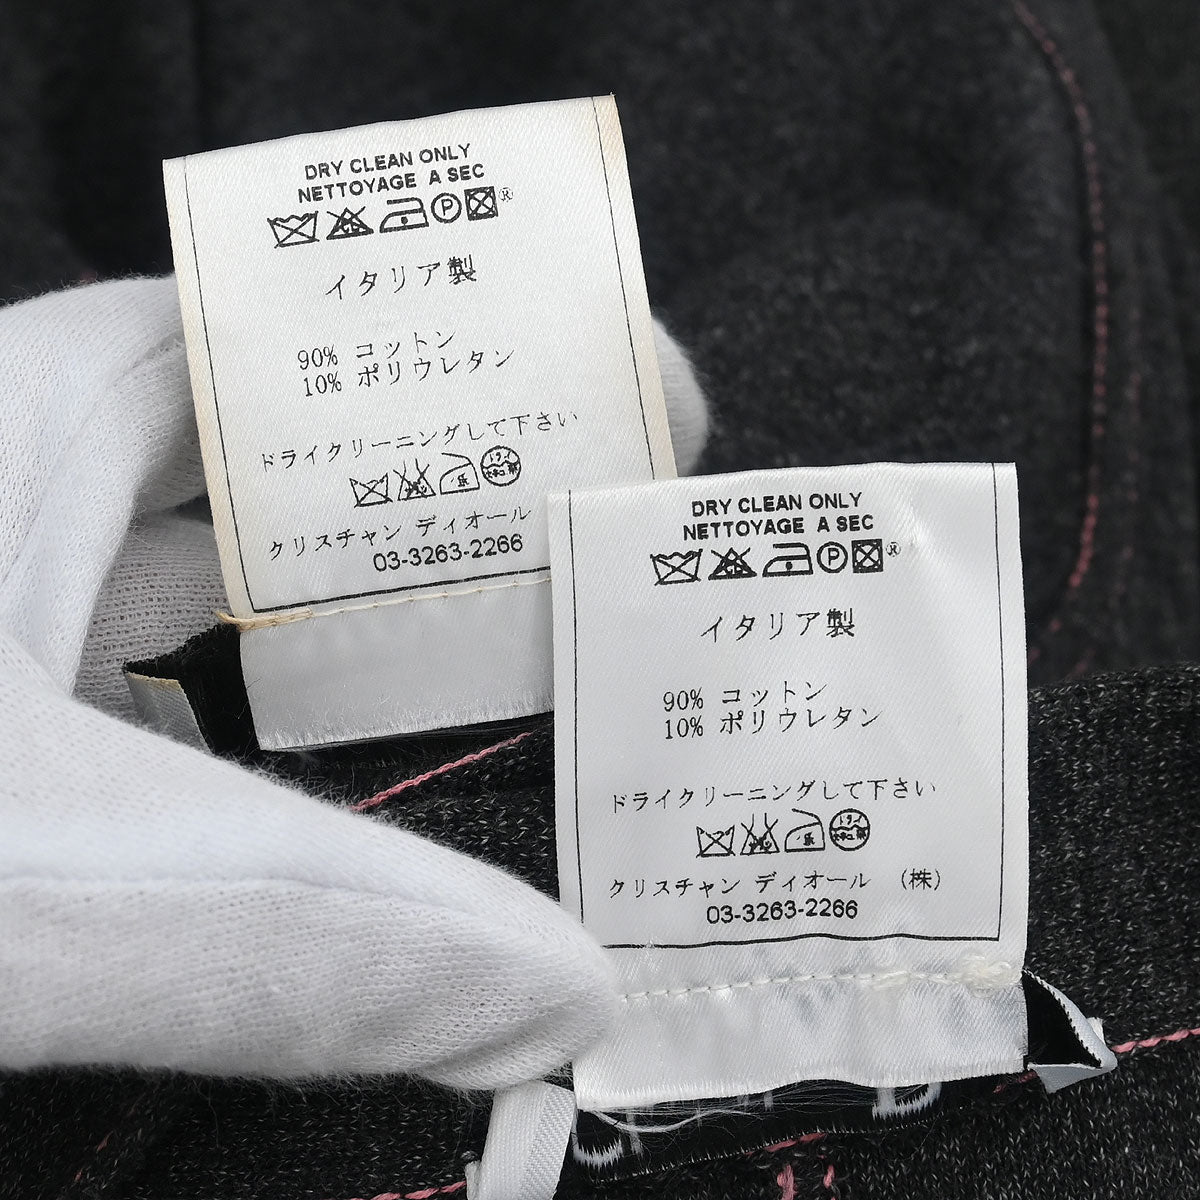 DRY CLEAN ONLY
NETTOYAGE A SEC
P ®
イタリア製
90% コットン
10% ポリウレタン
ドライクリーニングして下さい
クリスチャン ディオール
03-3263-2266
DRY CLEAN ONLY
NETTOYAGE A SEC
P ®
イタリア製
90% コットン
10% ポリウレタン
ドライクリーニングして下さい
クリスチャン ディオール (株)
03-3263-2266